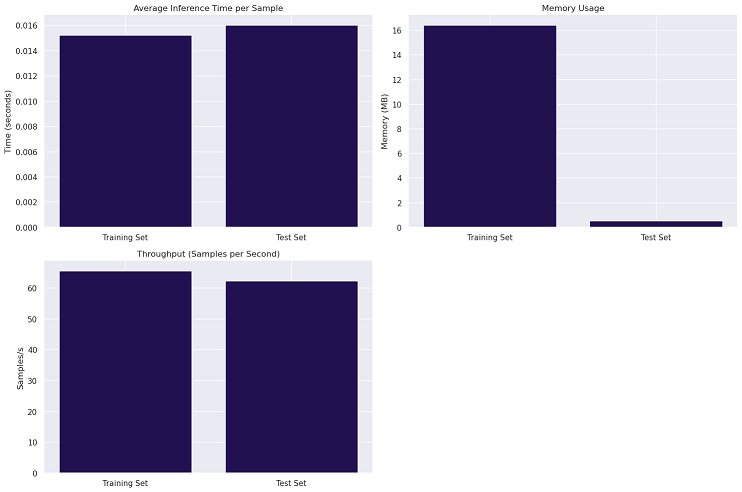 Average Inference Time per Sample
Time (seconds)
0.016
0.014
0.012
0.010
0.008
0.006
0.004
0.002
0.000
Training Set
Test Set
Memory Usage
Memory (MB)
16
14
12
10
8
6
4
2
0
Training Set
Test Set
Throughput (Samples per Second)
Samples/s
60
50
40
30
20
10
0
Training Set
Test Set